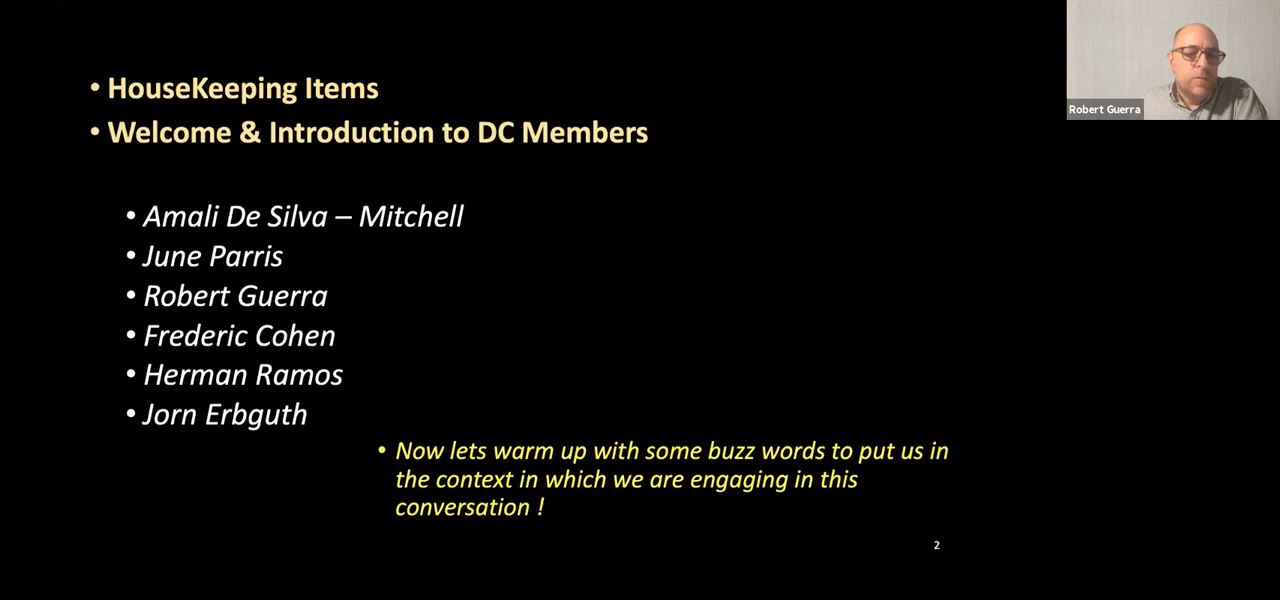 • HouseKeeping Items
• Welcome & Introduction to DC Members
• Amali De Silva – Mitchell
• June Parris
• Robert Guerra
• Frederic Cohen
• Herman Ramos
• Jorn Erbguth
• Now lets warm up with some buzz words to put us in
the context in which we are engaging in this
conversation !
2
Robert Guerra